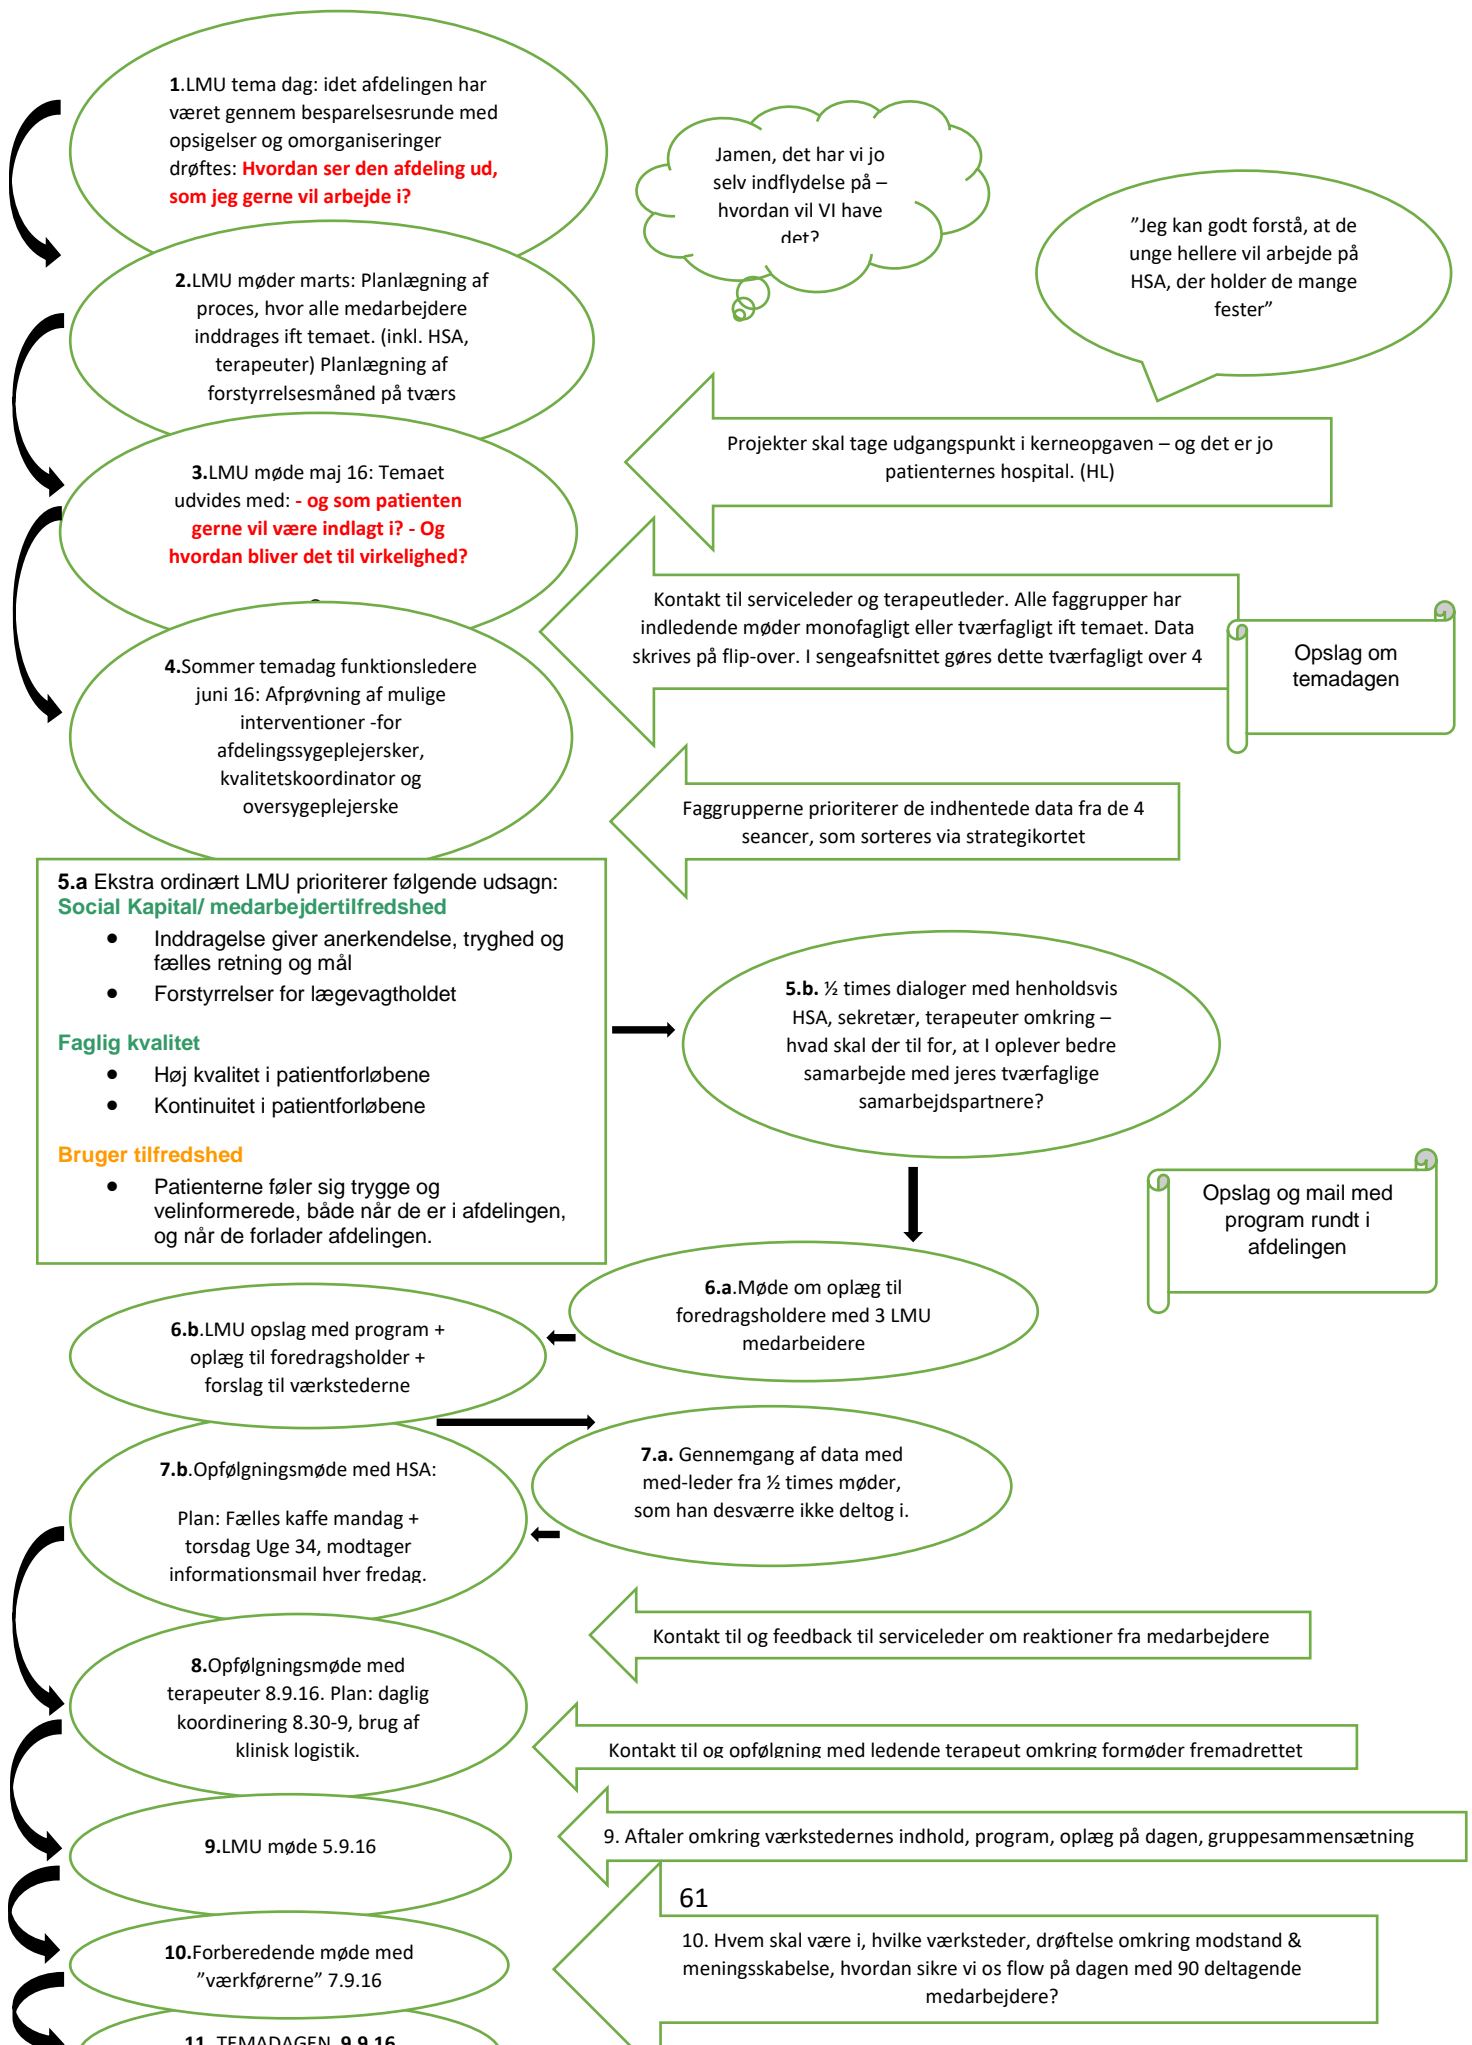 1.LMU tema dag: idet afdelingen har
været gennem besparelsesrunde med
opsigelser og omorganiseringer
drøftes: Hvordan ser den afdeling ud,
som jeg gerne vil arbejde i?
Jamen, det har vi jo
selv indflydelse på –
hvordan vil VI have
det?
"Jeg kan godt forstå, at de
unge hellere vil arbejde på
HSA, der holder de mange
fester"
2.LMU møder marts: Planlægning af
proces, hvor alle medarbejdere
inddrages ift temaet. (inkl. HSA,
terapeuter) Planlægning af
forstyrrelsesmåned på tværs
Projekter skal tage udgangspunkt i kerneopgaven – og det er jo
patienternes hospital. (HL)
3.LMU møde maj 16: Temaet
udvides med: - og som patienten
gerne vil være indlagt i? - Og
hvordan bliver det til virkelighed?
Kontakt til serviceleder og terapeutleder. Alle faggrupper har
indledende møder monofagligt eller tværfagligt ift temaet. Data
skrives på flip-over. I sengeafsnittet gøres dette tværfagligt over 4
Opslag om
temadagen
4.Sommer temadag funktionsledere
juni 16: Afprøvning af mulige
interventioner -for
afdelingssygeplejersker,
kvalitetskoordinator og
oversygeplejerske
Faggrupperne prioriterer de indhentede data fra de 4
seancer, som sorteres via strategikortet
5.a Ekstra ordinært LMU prioriterer følgende udsagn:
Social Kapital/ medarbejdertilfredshed
● Inddragelse giver anerkendelse, tryghed og
fælles retning og mål
● Forstyrrelser for lægevagtholdet
Faglig kvalitet
● Høj kvalitet i patientforløbene
● Kontinuitet i patientforløbene
Bruger tilfredshed
● Patienterne føler sig trygge og
velinformerede, både når de er i afdelingen,
og når de forlader afdelingen.
5.b. ½ times dialoger med henholdsvis
HSA, sekretær, terapeuter omkring –
hvad skal der til for, at I oplever bedre
samarbejde med jeres tværfaglige
samarbejdspartnere?
Opslag og mail med
program rundt i
afdelingen
6.a.Møde om oplæg til
foredragsholdere med 3 LMU
medarbejdere
6.b.LMU opslag med program +
oplæg til foredragsholder +
forslag til værkstederne
7.a. Gennemgang af data med
med-leder fra ½ times møder,
som han desværre ikke deltog i.
7.b.Opfølgningsmøde med HSA:
Plan: Fælles kaffe mandag +
torsdag Uge 34, modtager
informationsmail hver fredag.
Kontakt til og feedback til serviceleder om reaktioner fra medarbejdere
8.Opfølgningsmøde med
terapeuter 8.9.16. Plan: daglig
koordinering 8.30-9, brug af
klinisk logistik.
Kontakt til og opfølgning med ledende terapeut omkring formøder fremadrettet
9.LMU møde 5.9.16
9. Aftaler omkring værkstedernes indhold, program, oplæg på dagen, gruppesammensætning
61
10.Forberedende møde med
"værkførerne" 7.9.16
10. Hvem skal være i, hvilke værksteder, drøftelse omkring modstand &
meningsskabelse, hvordan sikre vi os flow på dagen med 90 deltagende
medarbejdere?
11. TEMADAGEN 9.9.16